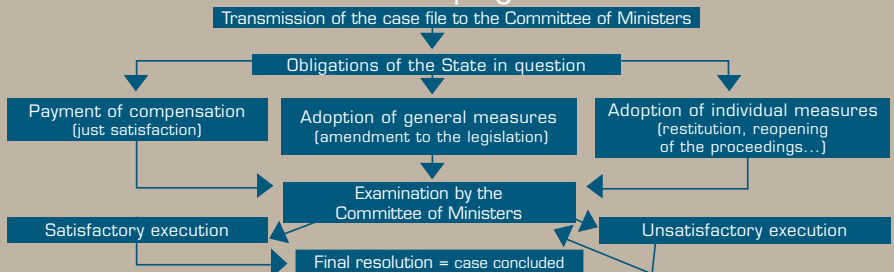 Transmission of the case file to the Committee of Ministers
Obligations of the State in question
Payment of compensation
(just satisfaction)
Adoption of general measures
(amendment to the legislation)
Adoption of individual measures
(restitution, reopening
of the proceedings...)
Examination by the
Committee of Ministers
Satisfactory execution
Unsatisfactory execution
Final resolution = case concluded